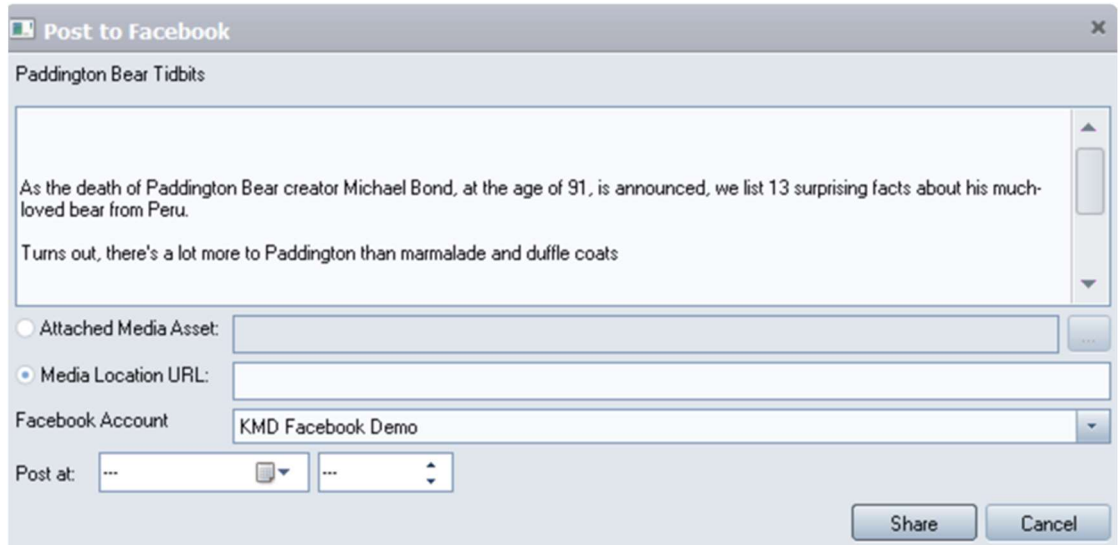 Post to Facebook
Paddington Bear Tidbits
As the death of Paddington Bear creator Michael Bond, at the age of 91, is announced, we list 13 surprising facts about his much-
loved bear from Peru.
Turns out, there's a lot more to Paddington than marmalade and duffle coats
Attached Media Asset:
...
Media Location URL:
Facebook Account
KMD Facebook Demo
Post at: --- ---
Share Cancel